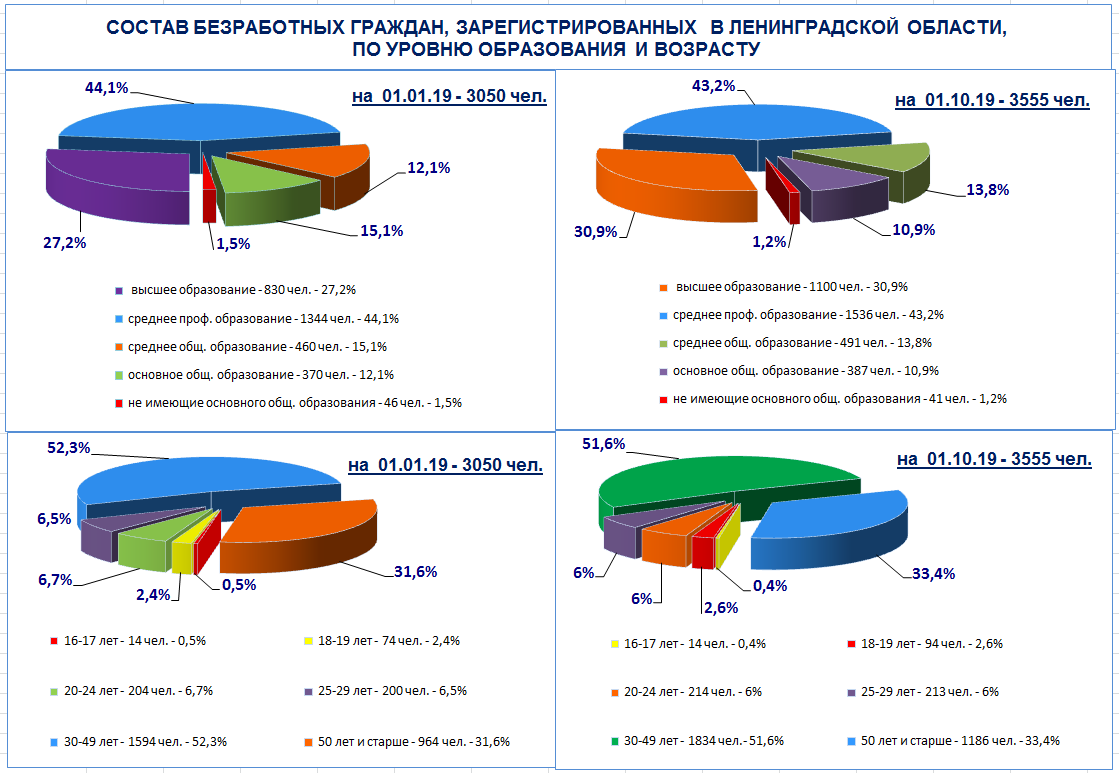 СОСТАВ БЕЗРАБОТНЫХ ГРАЖДАН, ЗАРЕГИСТРИРОВАННЫХ В ЛЕНИНГРАДСКОЙ ОБЛАСТИ,
ПО УРОВНЮ ОБРАЗОВАНИЯ И ВОЗРАСТУ
на 01.01.19 - 3050 чел.
44,1%
12,1%
15,1%
1,5%
27,2%
высшее образование - 830 чел. - 27,2%
среднее проф. образование - 1344 чел. - 44,1%
среднее общ. образование - 460 чел. - 15,1%
основное общ. образование - 370 чел. - 12,1%
не имеющие основного общ. образования - 46 чел. - 1,5%
на 01.10.19 - 3555 чел.
43,2%
13,8%
10,9%
1,2%
30,9%
высшее образование - 1100 чел. - 30,9%
среднее проф. образование - 1536 чел. - 43,2%
среднее общ. образование - 491 чел. - 13,8%
основное общ. образование - 387 чел. - 10,9%
не имеющие основного общ. образования - 41 чел. - 1,2%
на 01.01.19 - 3050 чел.
52,3%
6,5%
6,7%
2,4%
0,5%
31,6%
16-17 лет - 14 чел. - 0,5%
18-19 лет - 74 чел. - 2,4%
20-24 лет - 204 чел. - 6,7%
25-29 лет - 200 чел. - 6,5%
30-49 лет - 1594 чел. - 52,3%
50 лет и старше - 964 чел. - 31,6%
на 01.10.19 - 3555 чел.
51,6%
6%
6%
2,6%
0,4%
33,4%
16-17 лет - 14 чел. - 0,4%
18-19 лет - 94 чел. - 2,6%
20-24 лет - 214 чел. - 6%
25-29 лет - 213 чел. - 6%
30-49 лет - 1834 чел.- 51,6%
50 лет и старше - 1186 чел. - 33,4%